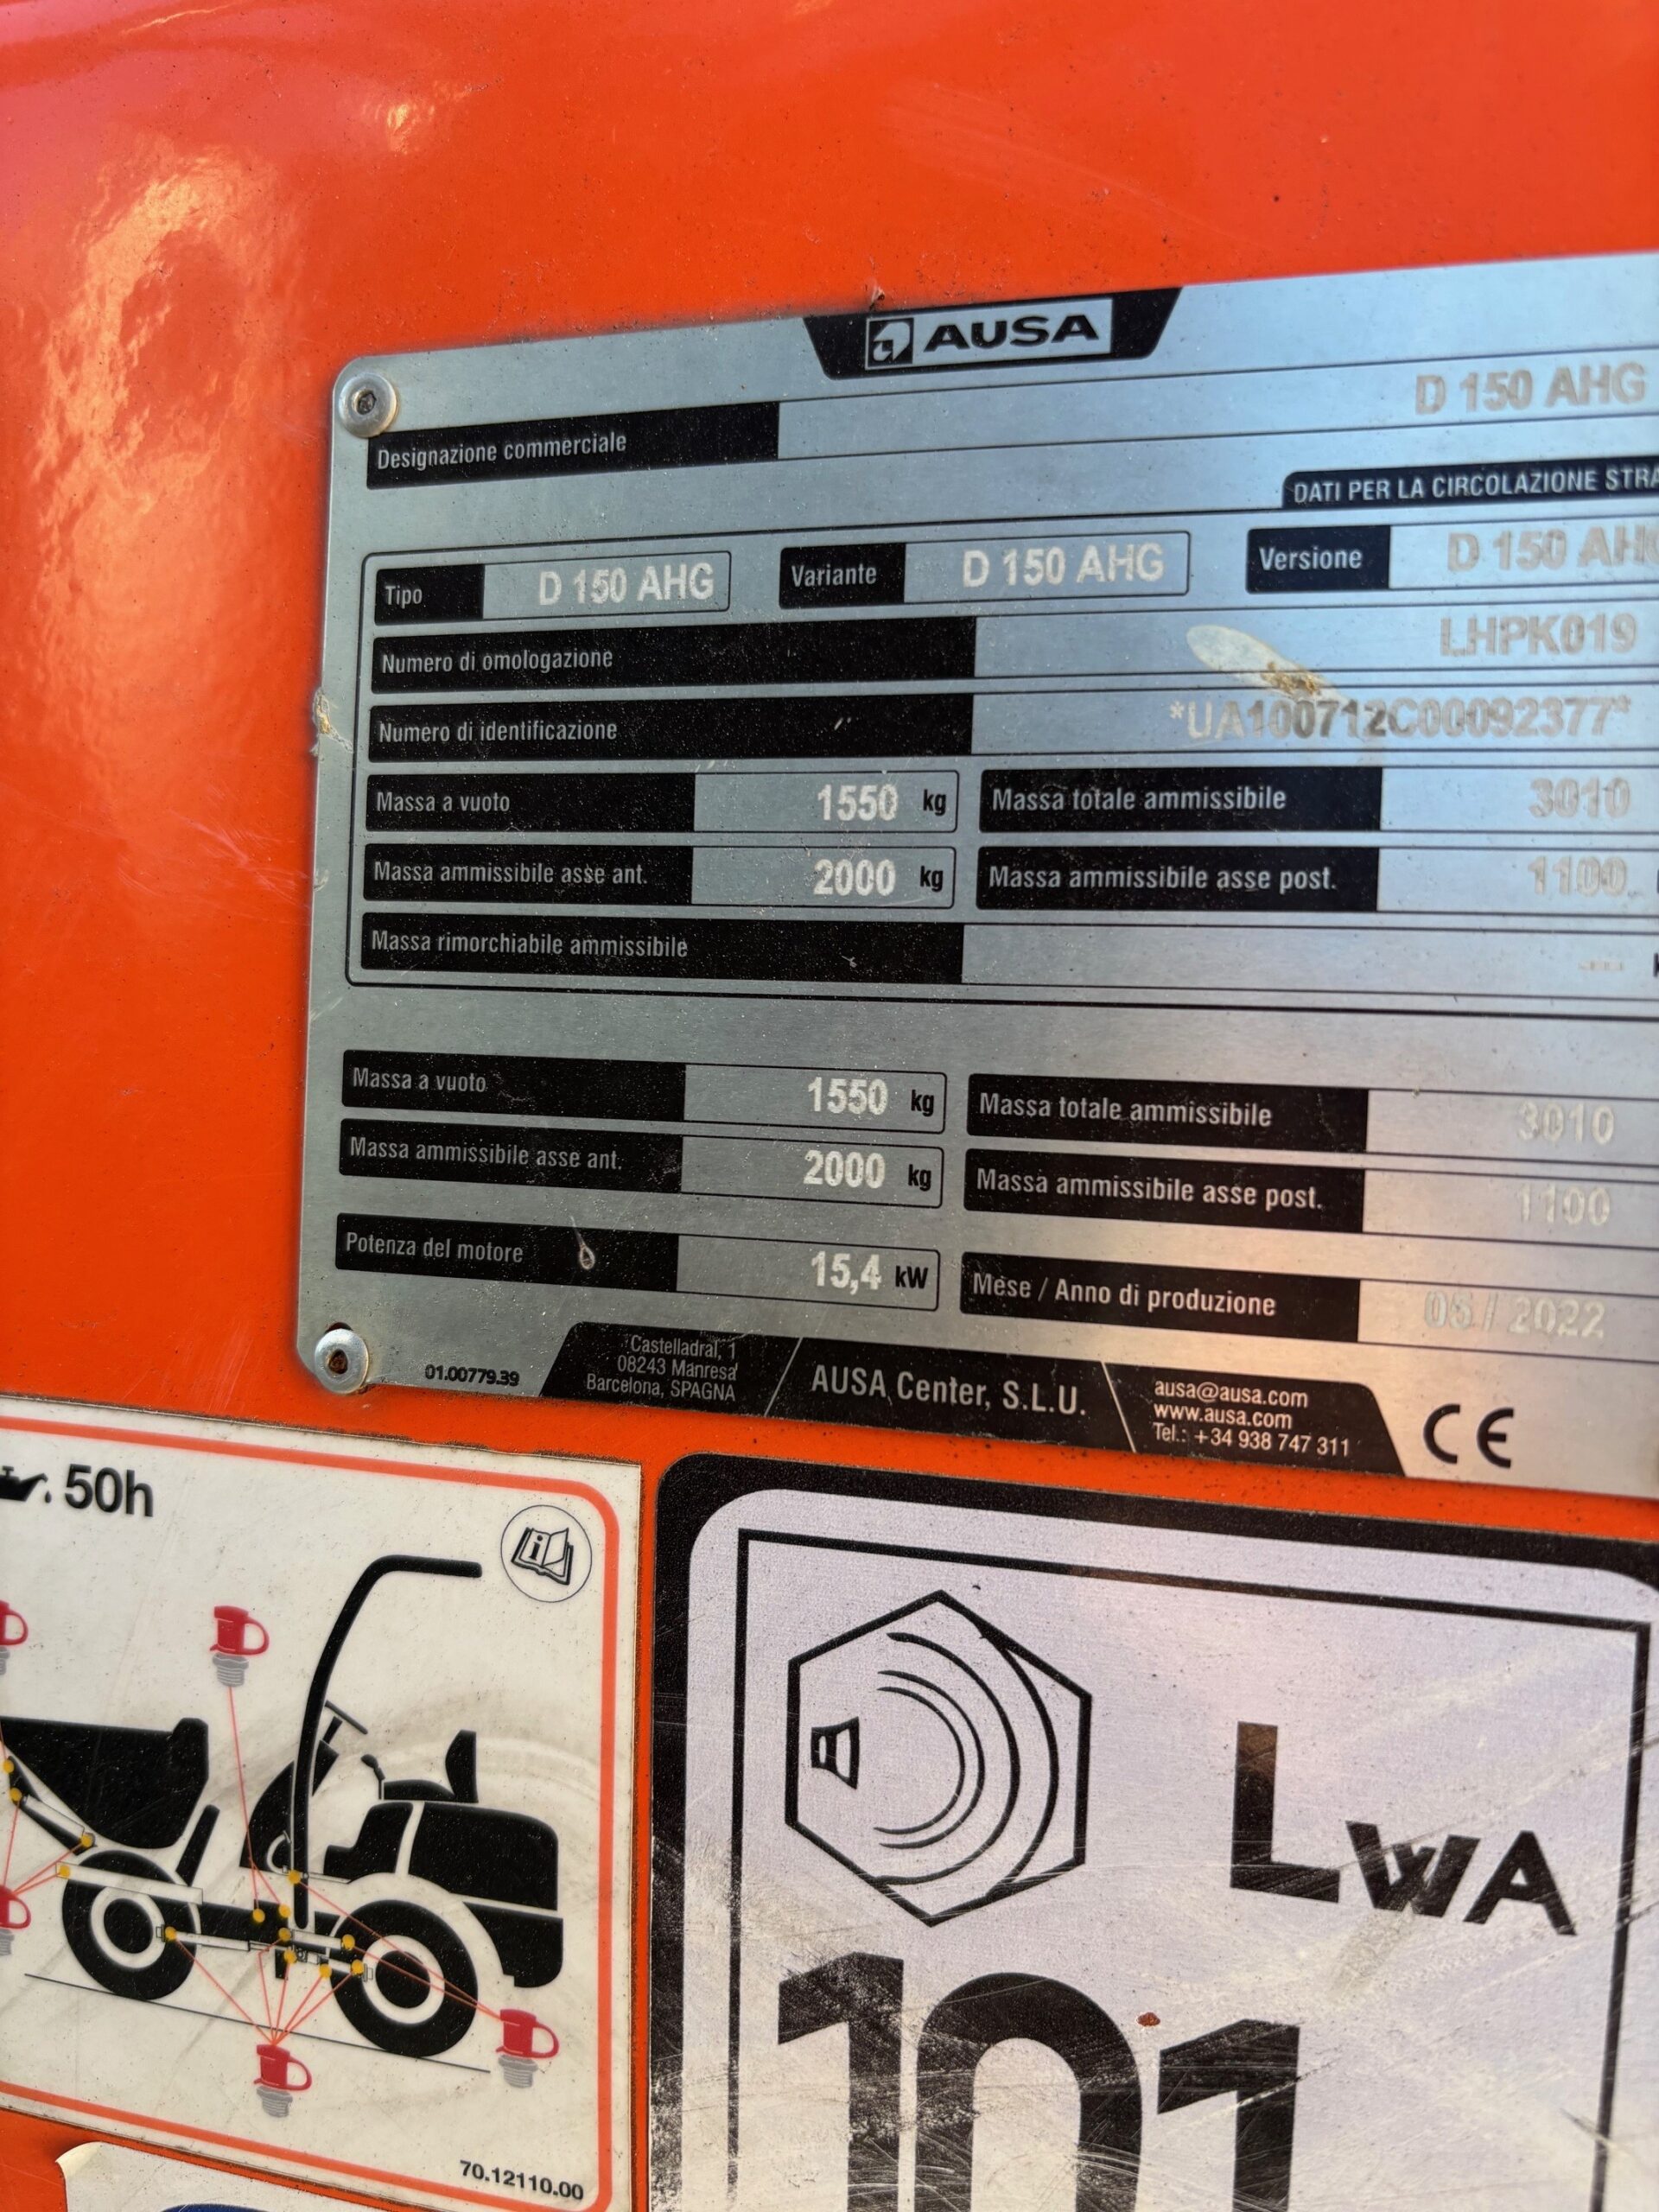 AUSA
Designazione commerciale D 150 AHG
DATI PER LA CIRCOLAZIONE STRA
Tipo D 150 AHG Variante D 150 AHG Versione D 150 AHG
Numero di omologazione LHPK019
Numero di identificazione *UA100712C00092377*
Massa a vuoto 1550 kg Massa totale ammissibile 3010
Massa ammissibile asse ant. 2000 kg Massa ammissibile asse post. 1100
Massa rimorchiabile ammissibile ---
Massa a vuoto 1550 kg Massa totale ammissibile 3010
Massa ammissibile asse ant. 2000 kg Massa ammissibile asse post. 1100
Potenza del motore 15,4 kW Mese / Anno di produzione 05 / 2022
01.00779.39
Castelladral, 1
08243 Manresa
Barcelona, SPAGNA
AUSA Center, S.L.U.
ausa@ausa.com
www.ausa.com
Tel.: +34 938 747 311
CE
50h
i
70.12110.00
LWA
101